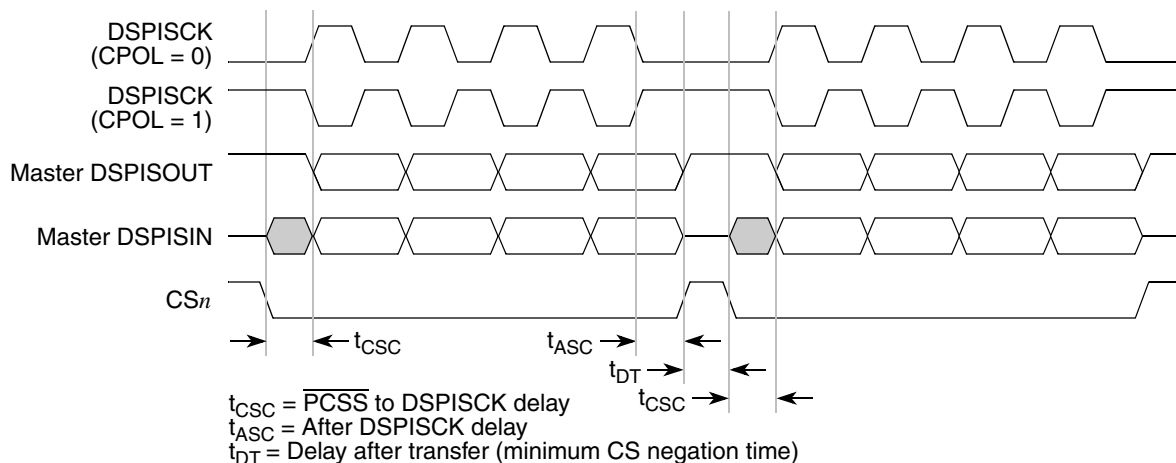 DSPISCK
(CPOL = 0)
DSPISCK
(CPOL = 1)
Master DSPISOUT
Master DSPISIN
CSn
tCSC
tASC
tDT
tCSC
tCSC = PCSS to DSPISCK delay
tASC = After DSPISCK delay
tDT = Delay after transfer (minimum CS negation time)